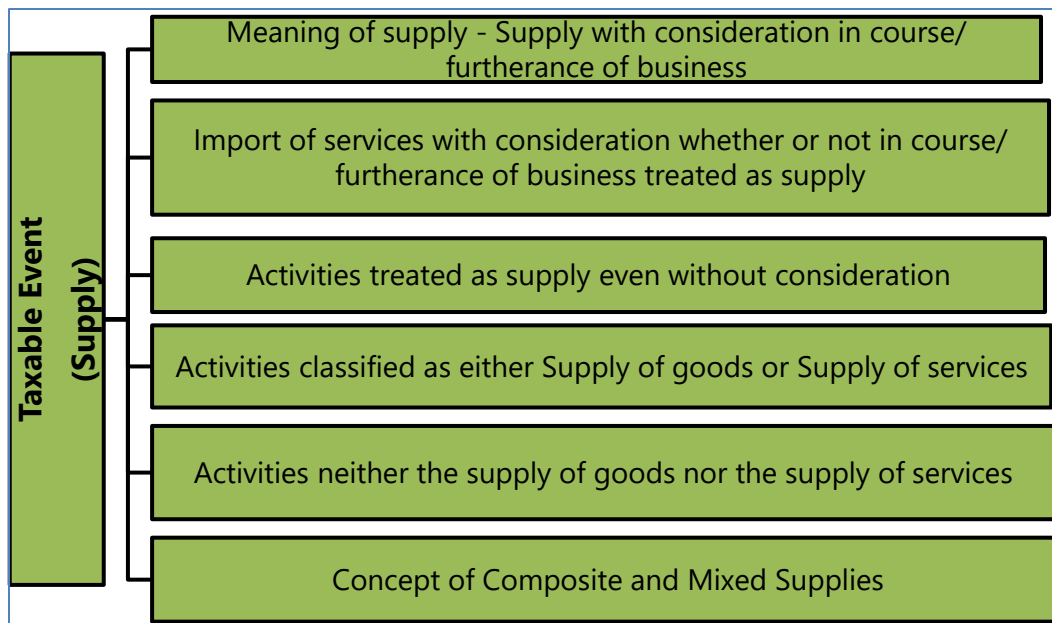 Taxable Event
(Supply)
Meaning of supply - Supply with consideration in course/
furtherance of business
Import of services with consideration whether or not in course/
furtherance of business treated as supply
Activities treated as supply even without consideration
Activities classified as either Supply of goods or Supply of services
Activities neither the supply of goods nor the supply of services
Concept of Composite and Mixed Supplies